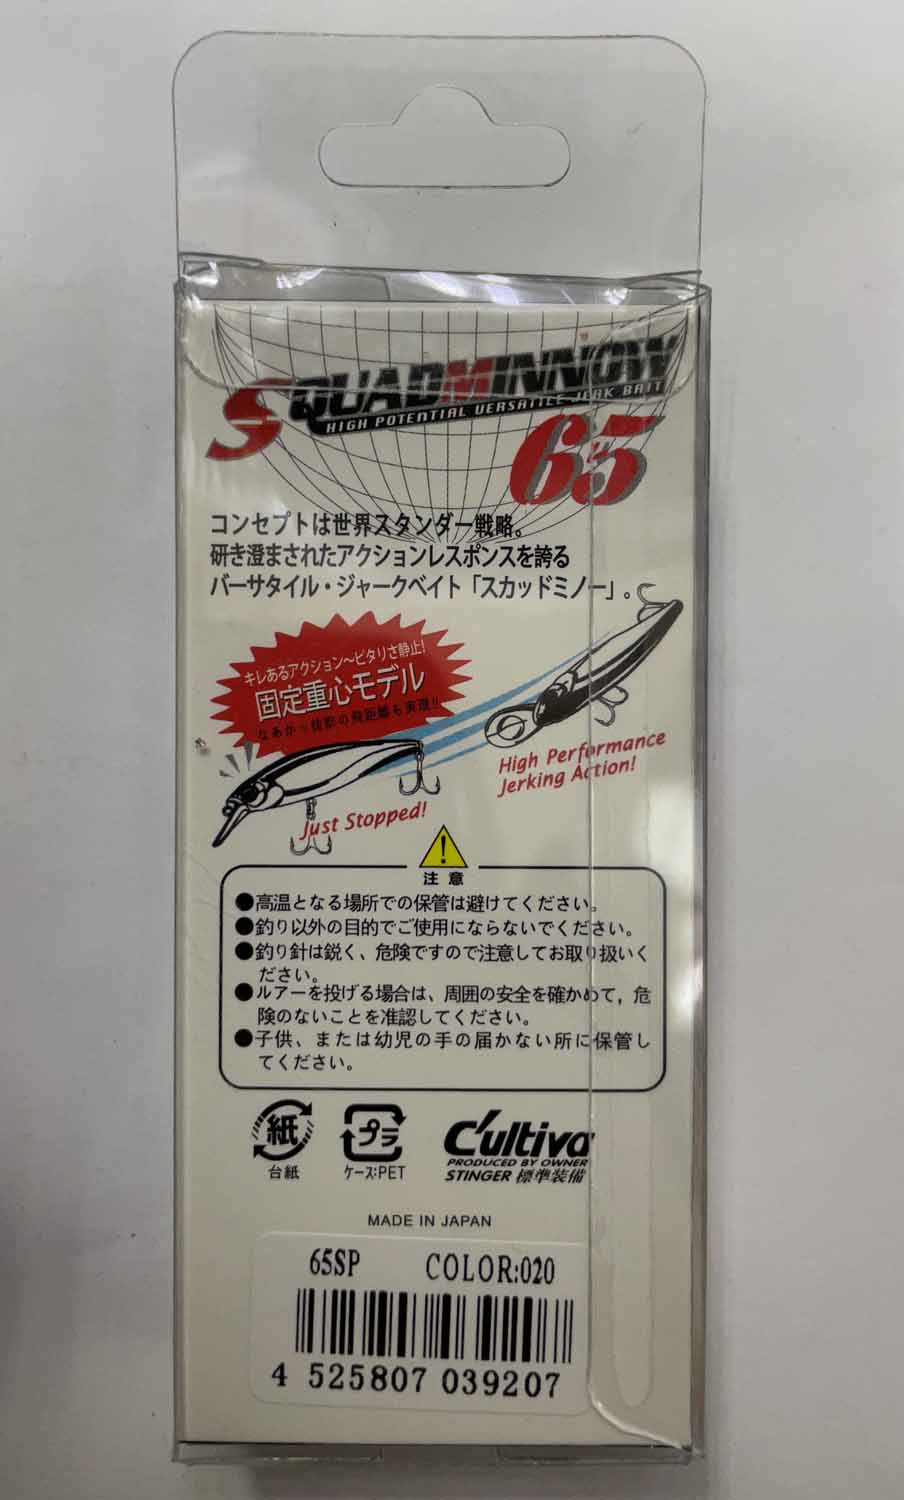 SQUADMINNOW
HIGH POTENTIAL VERSATILE JERK BAIT
65
コンセプトは世界スタンダー戦略。
研き澄まされたアクションレスポンスを誇る
バーサタイル・ジャークベイト「スカッドミノー」。
キレあるアクション〜ピタリさ静止!
固定重心モデル
の飛距離も実現!!
High Performance
Jerking Action!
Just Stopped!
注意
●高温となる場所での保管は避けてください。
●釣り以外の目的でご使用にならないでください。
●釣り針は鋭く、危険ですので注意してお取り扱いく
ださい。
●ルアーを投げる場合は、周囲の安全を確かめて，危
険のないことを准認してください。
●子供、または幼児の手の届かない所に保管し
てください。
紙
プラ
台紙
ケース:PET
C'ultiva
PRODUCED BY OWNER
STINGER 標準装備
MADE IN JAPAN
65SP COLOR:020
4 525807 039207